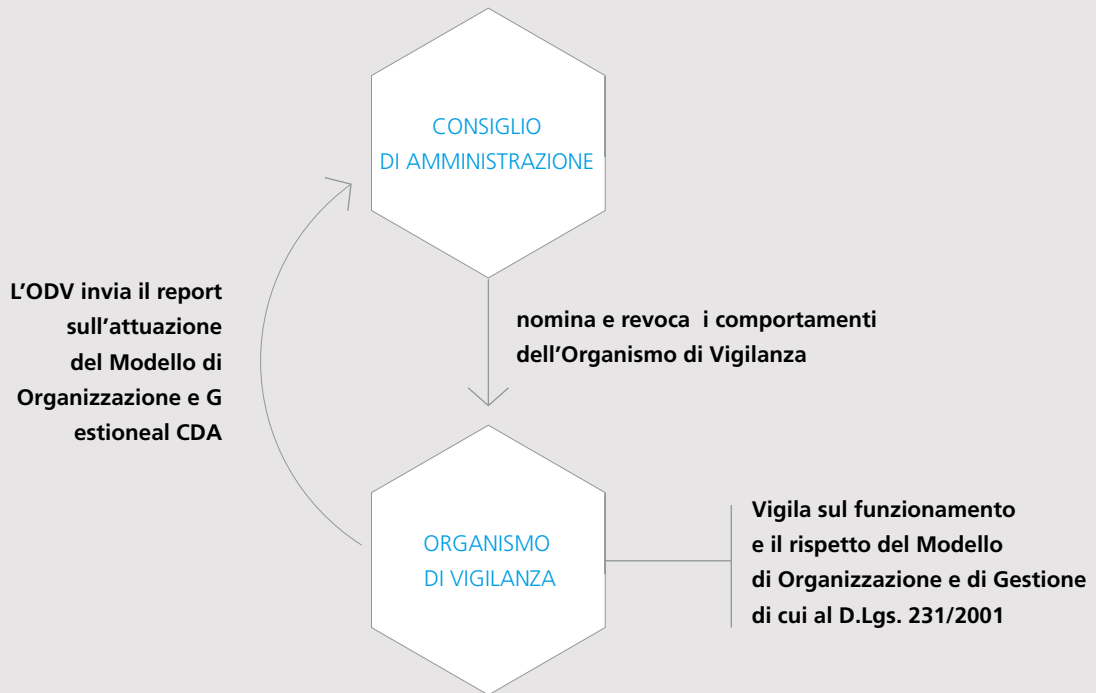 CONSIGLIO
DI AMMINISTRAZIONE
L’ODV invia il report
sull’attuazione
del Modello di
Organizzazione e G
estioneal CDA
nomina e revoca  i comportamenti
dell’Organismo di Vigilanza
ORGANISMO
DI VIGILANZA
Vigila sul funzionamento
e il rispetto del Modello
di Organizzazione e di Gestione
di cui al D.Lgs. 231/2001